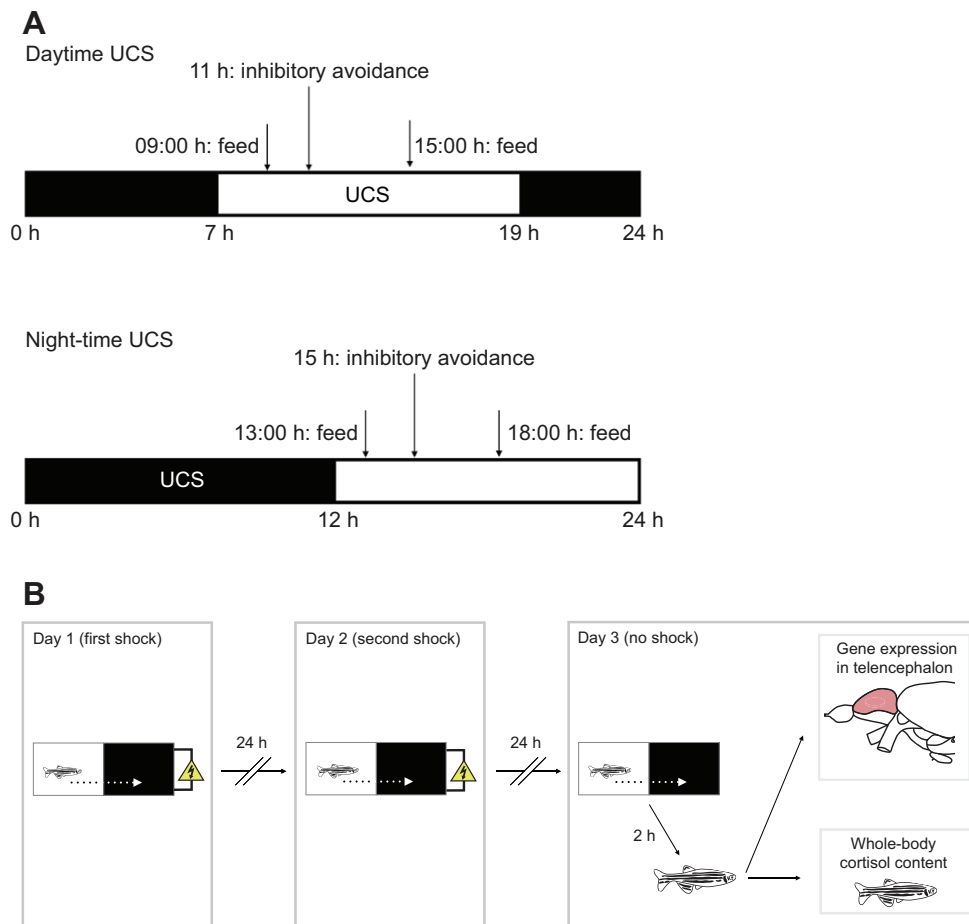 A
Daytime UCS
11 h: inhibitory avoidance
09:00 h: feed
15:00 h: feed
UCS
0 h
7 h
19 h
24 h
Night-time UCS
15 h: inhibitory avoidance
13:00 h: feed
18:00 h: feed
UCS
0 h
12 h
24 h
B
Day 1 (first shock)
24 h
Day 2 (second shock)
24 h
Day 3 (no shock)
2 h
Gene expression
in telencephalon
Whole-body
cortisol content